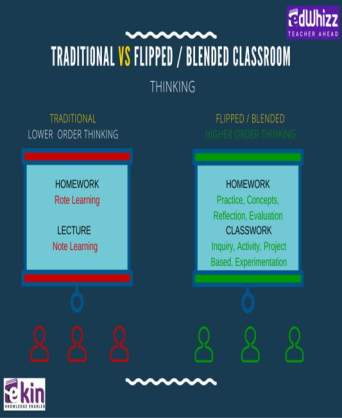 EdWhizz
TEACHER AHEAD
TRADITIONAL VS FLIPPED / BLENDED CLASSROOM
THINKING
TRADITIONAL
LOWER ORDER THINKING
HOMEWORK
Rote Learning
LECTURE
Note Learning
FLIPPED / BLENDED
HIGHER ORDER THINKING
HOMEWORK
Practice, Concepts,
Reflection, Evaluation
CLASSWORK
Inquiry, Activity, Project
Based, Experimentation
ekin
KNOWLEDGE ENABLED